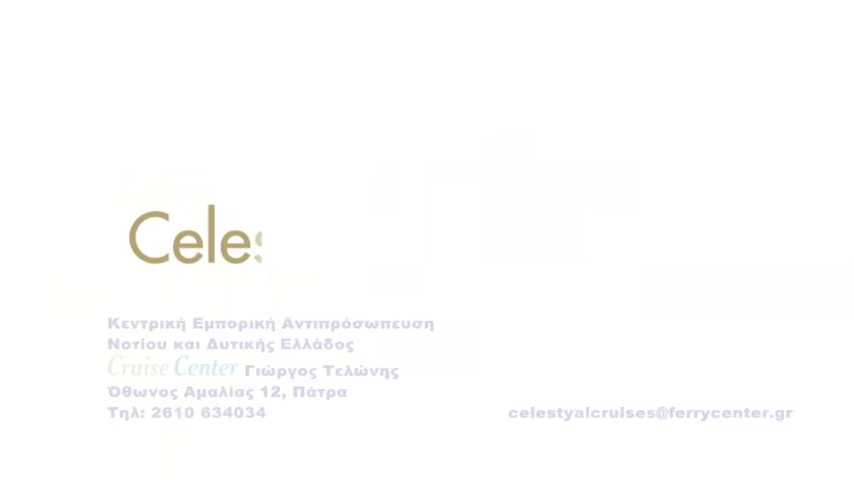 Celes
Κεντρική Εμπορική Αντιπρόσωπευση
Νοτίου και Δυτικής Ελλάδος
Cruise Center Γιώργος Τελώνης
Όθωνος Αμαλίας 12, Πάτρα
Τηλ: 2610 634034
celestyalcruises@ferrycenter.gr